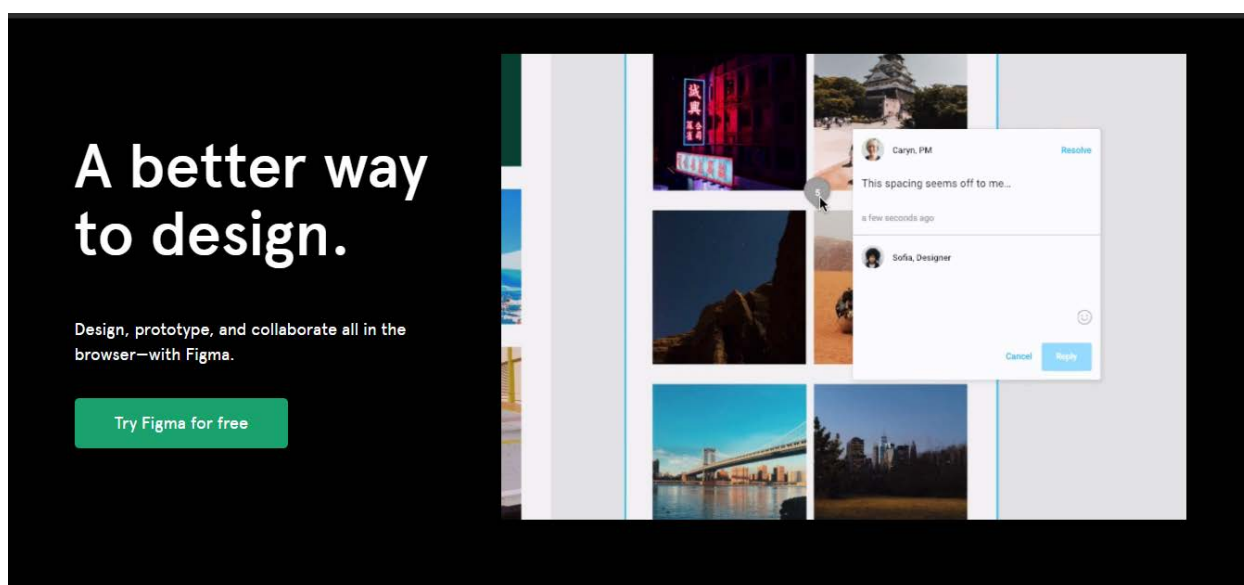 A better way
to design.
Design, prototype, and collaborate all in the
browser—with Figma.
Try Figma for free
Caryn, PM
Resolve
This spacing seems off to me...
a few seconds ago
Sofia, Designer
Cancel
Reply